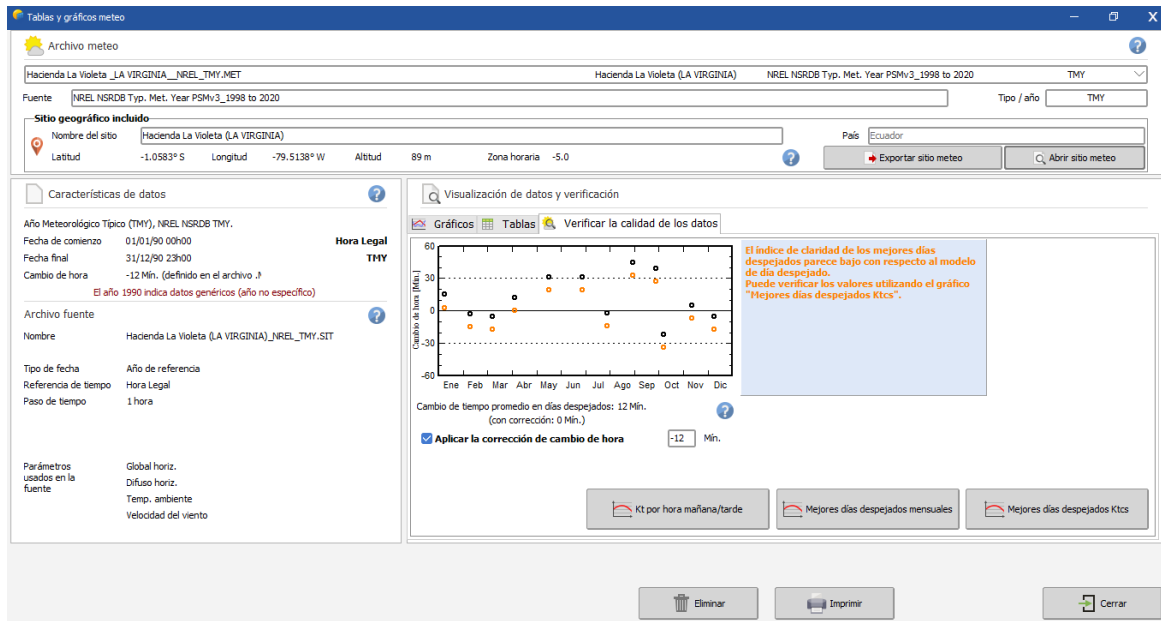 Tablas y gráficos meteo
Archivo meteo
Hacienda La Violeta _LA VIRGINIA__NREL_TMY.MET Hacienda La Violeta (LA VIRGINIA) NREL NSRDB Typ. Met. Year PSMv3_1998 to 2020 TMY
Fuente NREL NSRDB Typ. Met. Year PSMv3_1998 to 2020 Tipo / año TMY
Sitio geográfico incluido
Nombre del sitio Hacienda La Violeta (LA VIRGINIA) País Ecuador
Latitud -1.0583° S Longitud -79.5138° W Altitud 89 m Zona horaria -5.0 Exportar sitio meteo Abrir sitio meteo
Características de datos
Año Meteorológico Típico (TMY), NREL NSRDB TMY.
Fecha de comienzo 01/01/90 00h00 Hora Legal
Fecha final 31/12/90 23h00 TMY
Cambio de hora -12 Mín. (definido en el archivo .M
El año 1990 indica datos genéricos (año no específico)
Archivo fuente
Nombre Hacienda La Violeta (LA VIRGINIA)_NREL_TMY.SIT
Tipo de fecha Año de referencia
Referencia de tiempo Hora Legal
Paso de tiempo 1 hora
Parámetros
usados en la
fuente
Global horiz.
Difuso horiz.
Temp. ambiente
Velocidad del viento
Visualización de datos y verificación
Gráficos Tablas Verificar la calidad de los datos
Cambio de hora [Mín.]
60
30
0
-30
-60
Ene Feb Mar Abr May Jun Jul Ago Sep Oct Nov Dic
El índice de claridad de los mejores días
despejados parece bajo con respecto al modelo
de día despejado.
Puede verificar los valores utilizando el gráfico
"Mejores días despejados Ktcs".
Cambio de tiempo promedio en días despejados: 12 Mín.
(con corrección: 0 Mín.)
Aplicar la corrección de cambio de hora -12 Mín.
Kt por hora mañana/tarde Mejores días despejados mensuales Mejores días despejados Ktcs
Eliminar Imprimir Cerrar